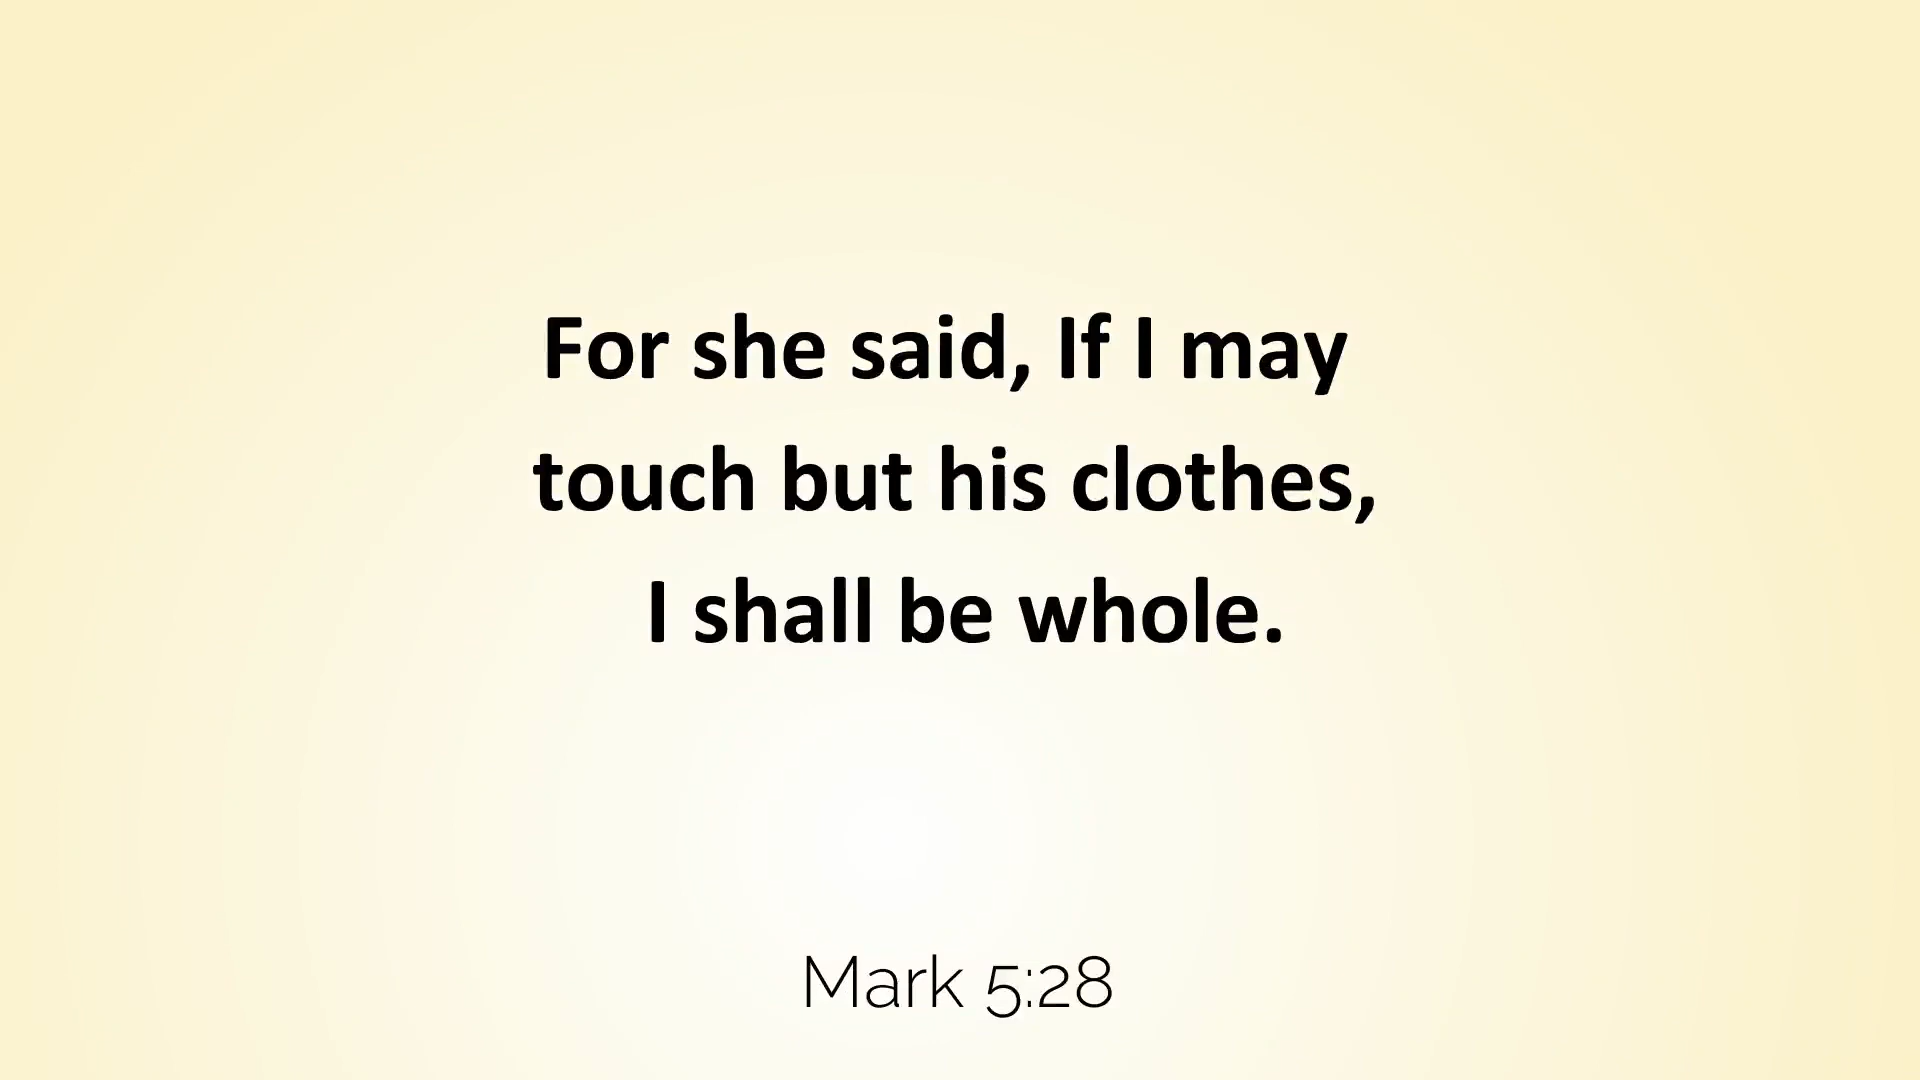 For she said, If I may
touch but his clothes,
I shall be whole.
Mark 5:28